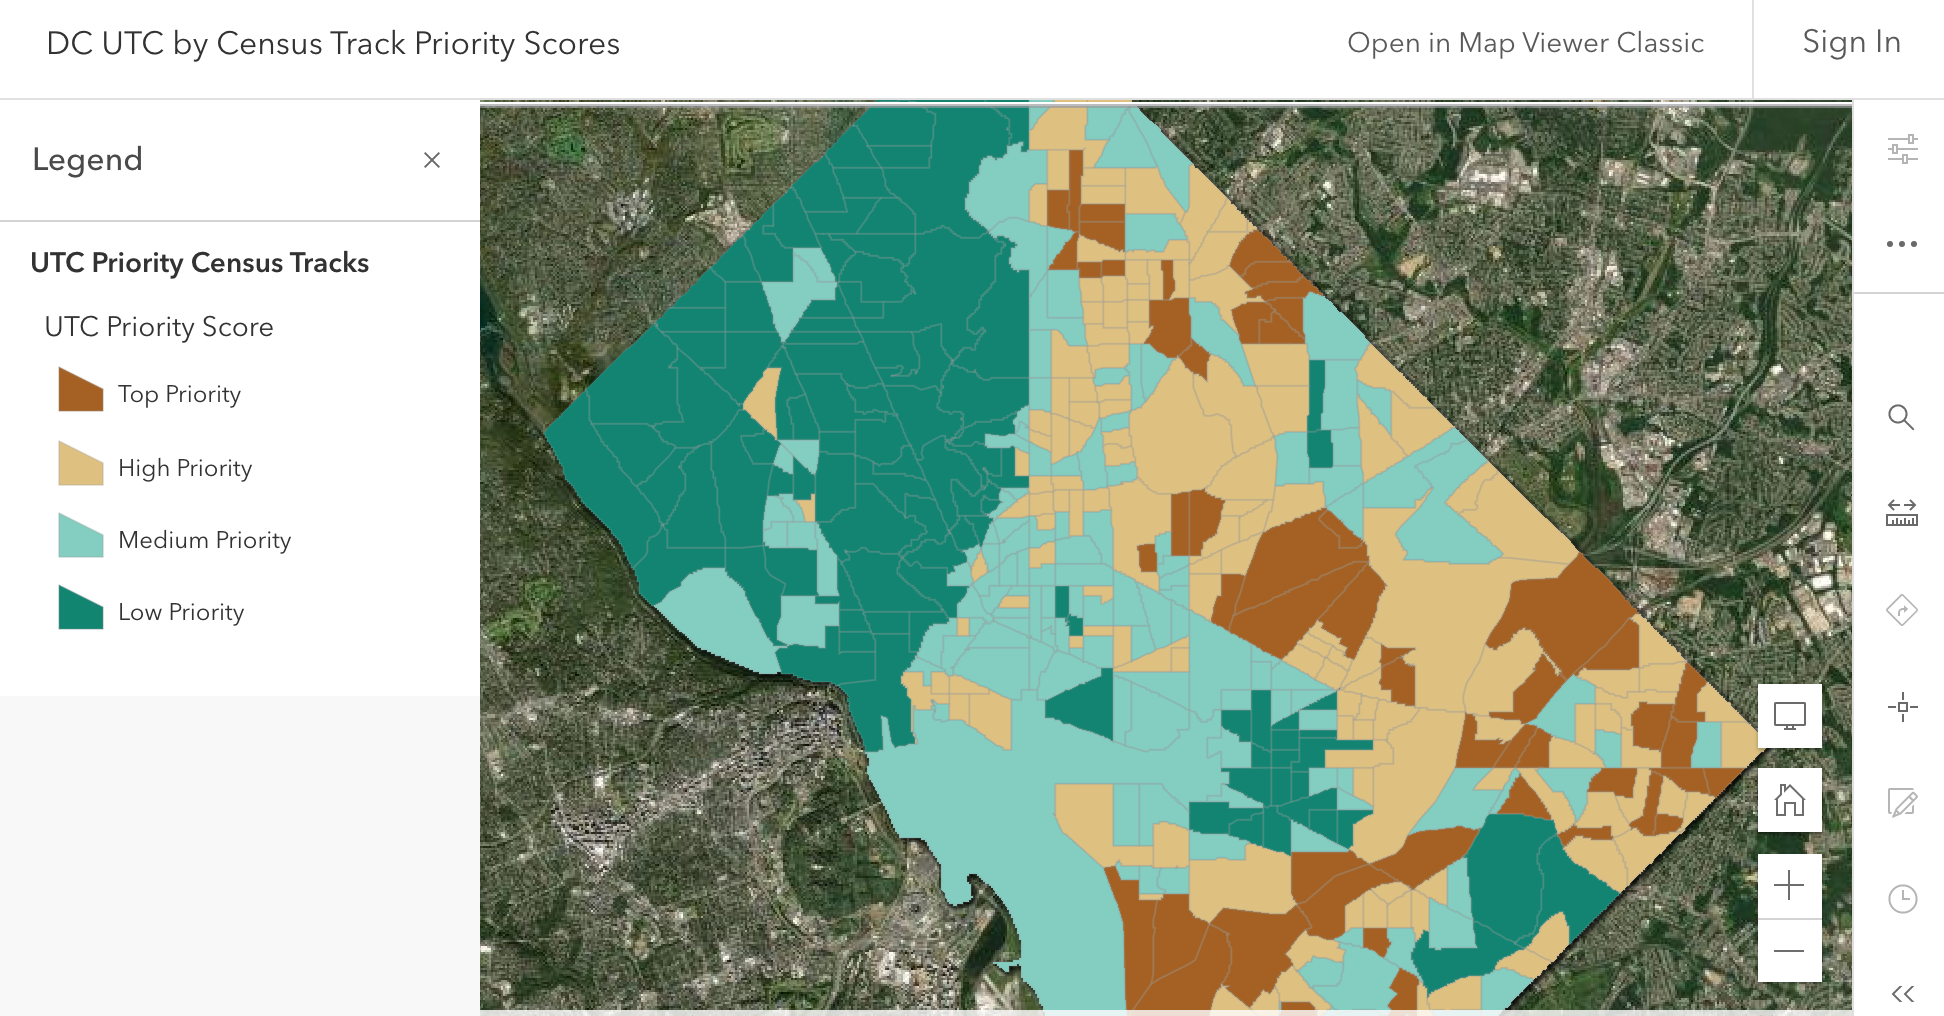 DC UTC by Census Track Priority Scores
Open in Map Viewer Classic
Sign In
Legend
UTC Priority Census Tracks
UTC Priority Score
Top Priority
High Priority
Medium Priority
Low Priority